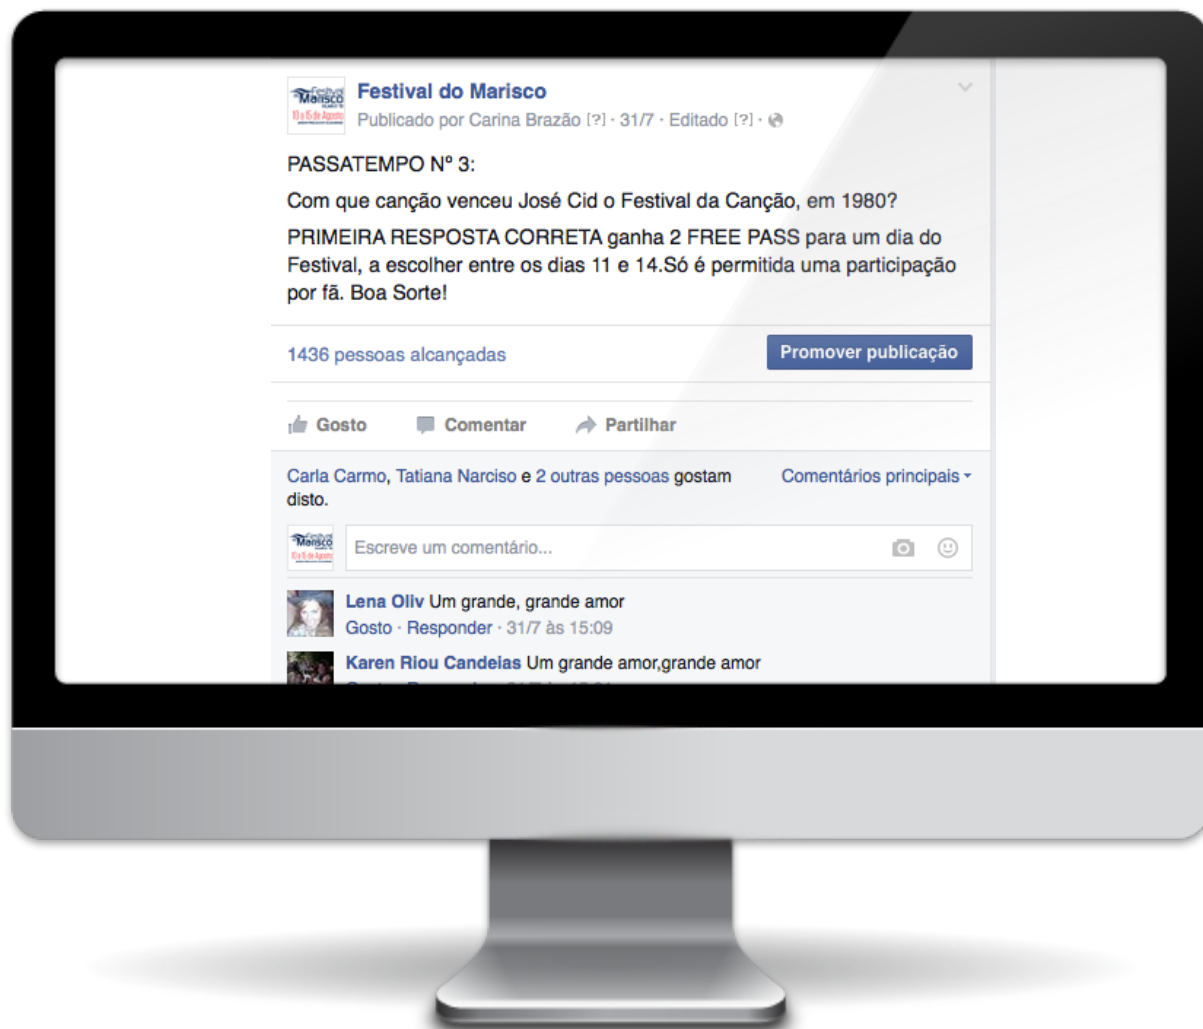 Festival do Marisco
Publicado por Carina Brazão [?] · 31/7 · Editado [?] ·
PASSATEMPO Nº 3:
Com que canção venceu José Cid o Festival da Canção, em 1980?
PRIMEIRA RESPOSTA CORRETA ganha 2 FREE PASS para um dia do
Festival, a escolher entre os dias 11 e 14.Só é permitida uma participação
por fã. Boa Sorte!
1436 pessoas alcançadas
Promover publicação
Gosto Comentar Partilhar
Carla Carmo, Tatiana Narciso e 2 outras pessoas gostam
disto.
Comentários principais
Escreve um comentário...
Lena Oliv Um grande, grande amor
Gosto · Responder · 31/7 às 15:09
Karen Riou Candeias Um grande amor,grande amor